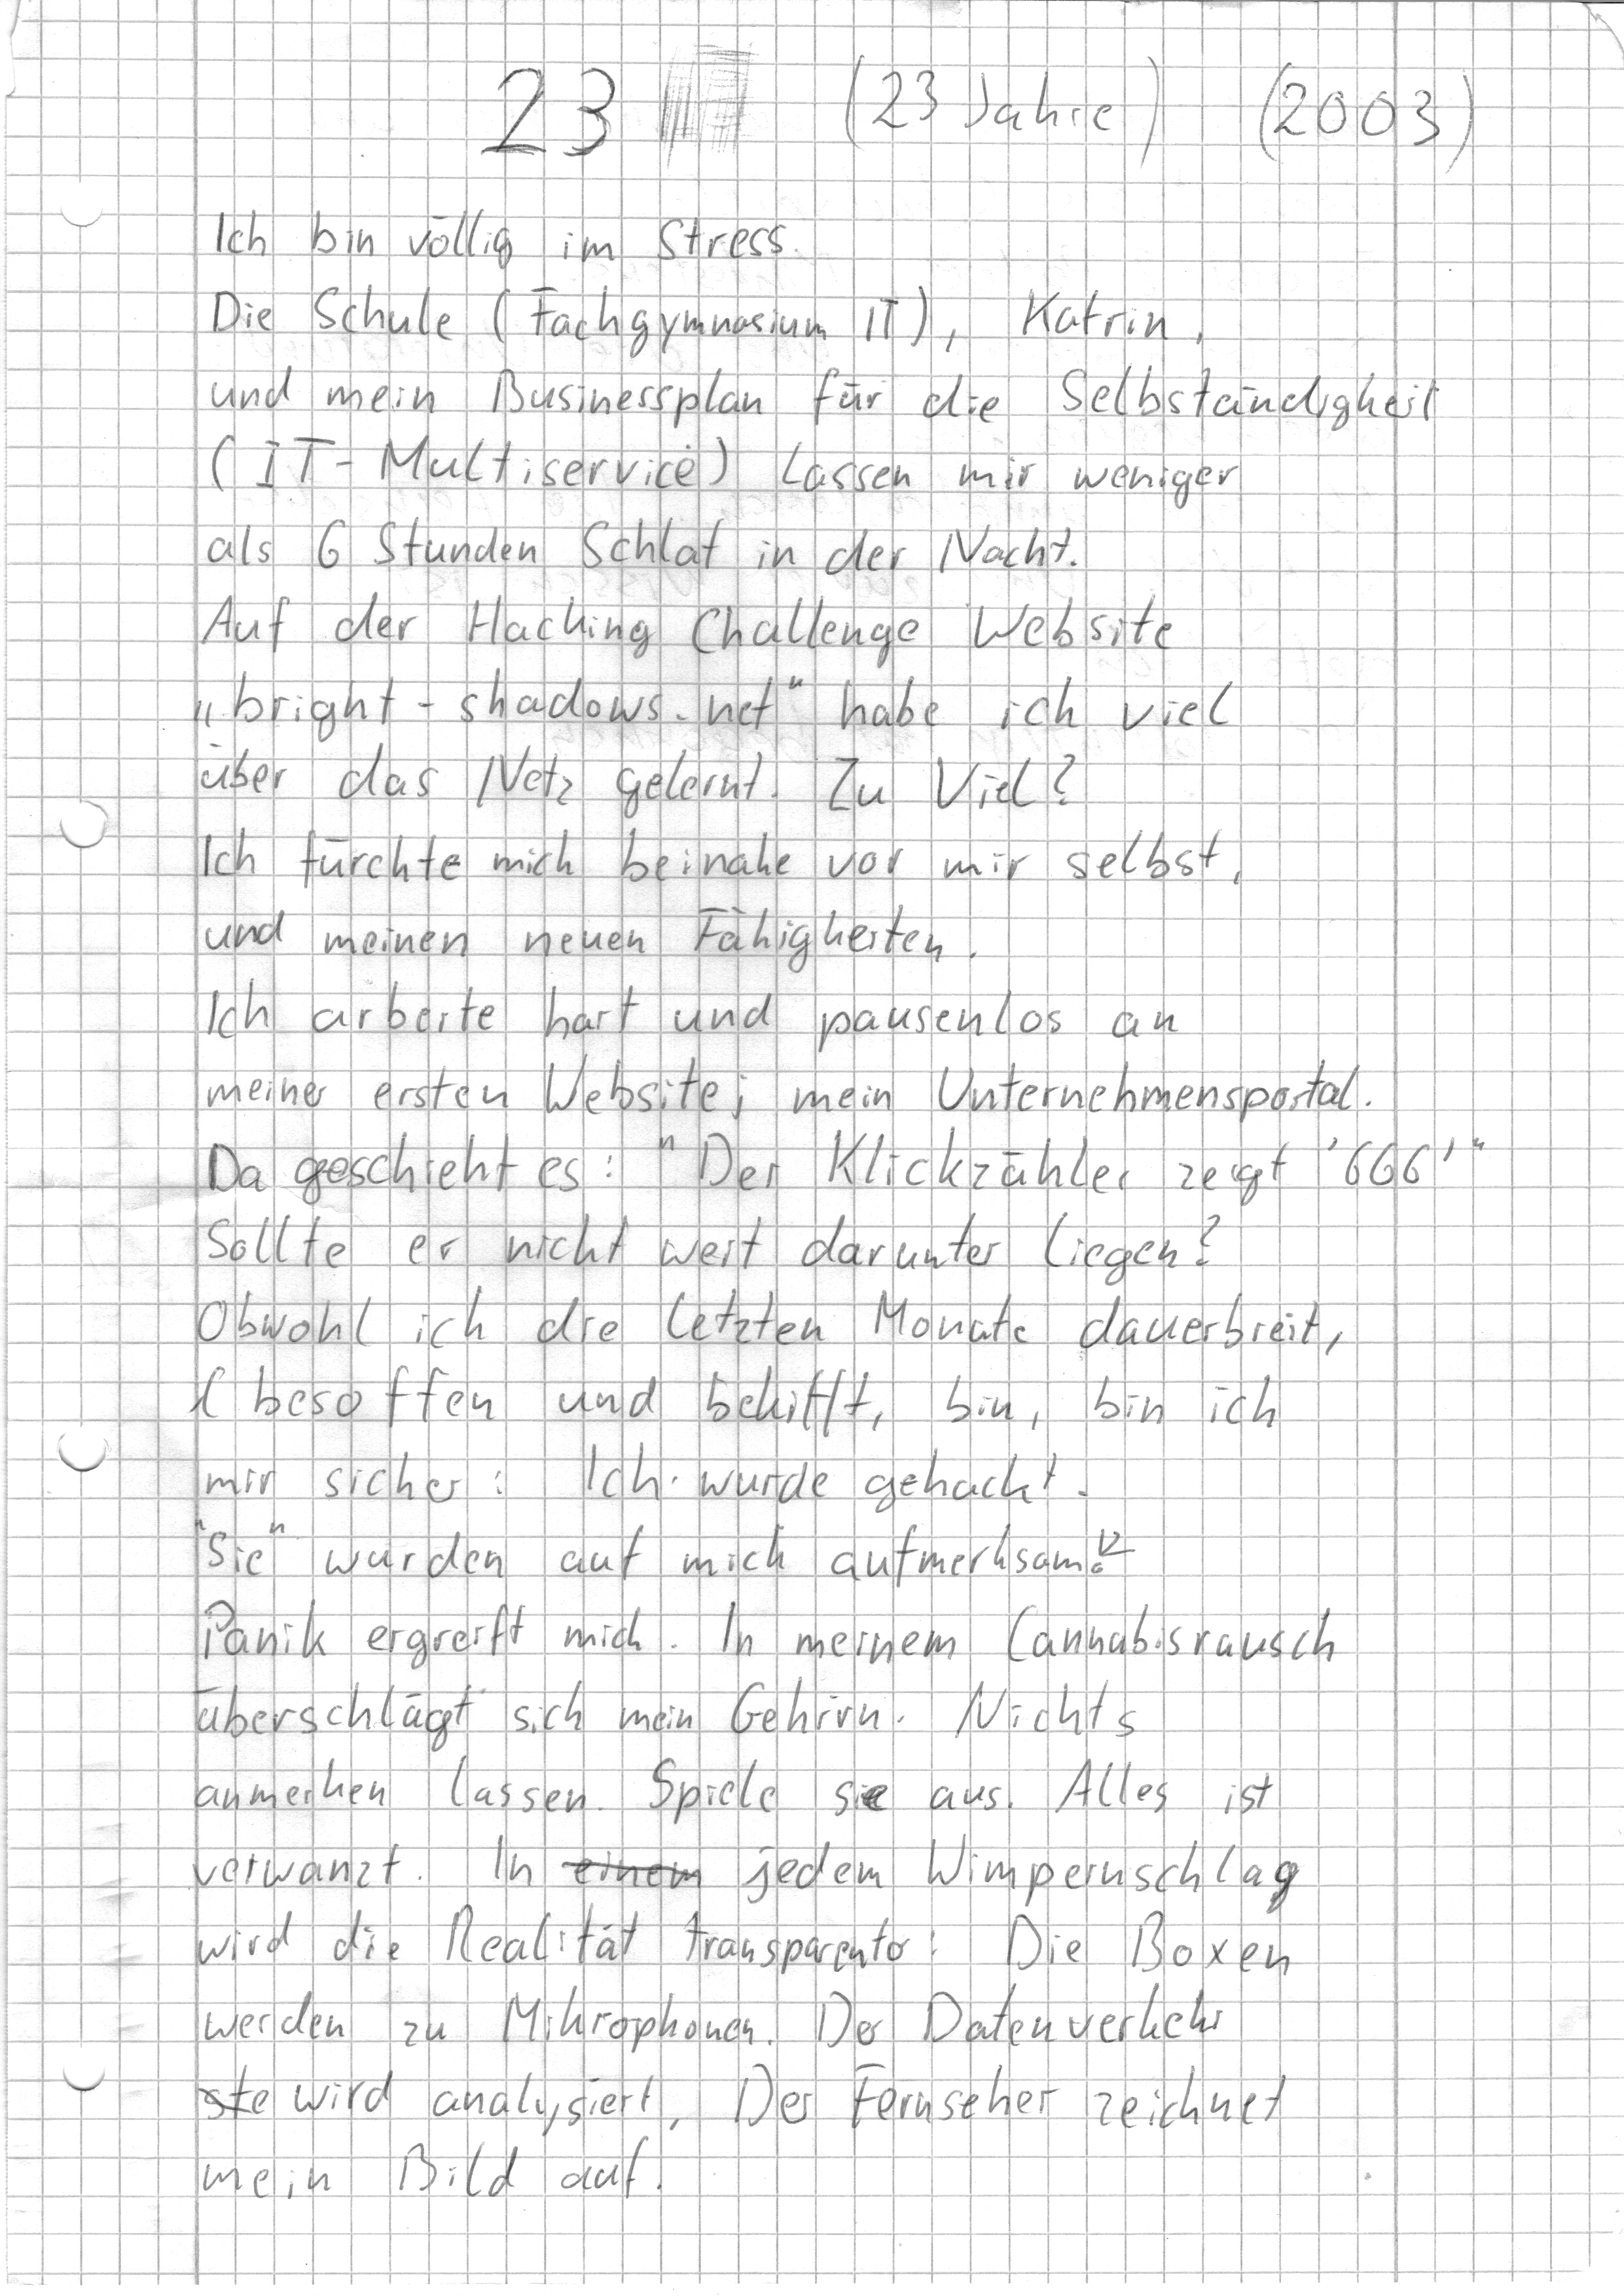 23 (23 Jahre) (2003)
Ich bin völlig im Stress.
Die Schule (Fachgymnasium IT), Katrin,
und mein Businessplan für die Selbständigkeit
(IT-Multiservice) lassen mir weniger
als 6 Stunden Schlaf in der Nacht.
Auf der Hacking Challenge Website
„bright-shadows.net" habe ich viel
über das Netz gelernt. Zu Viel?
Ich fürchte mich beinahe vor mir selbst,
und meinen neuen Fähigkeiten.
Ich arbeite hart und pausenlos an
meiner ersten Website; mein Unternehmensportal.
Da geschieht es: "Der Klickzähler zeigt '666'"
Sollte er nicht weit darunter liegen?
Obwohl ich die letzten Monate dauerbreit,
( besoffen und bekifft, bin, bin ich
mir sicher: Ich wurde gehackt.
"Sie" wurden auf mich aufmerksam!?
Panik ergreift mich. In meinem Cannabisrausch
überschlägt sich mein Gehirn. Nichts
anmerken lassen. Spiele sie aus. Alles ist
verwanzt. In einem jedem Wimpernschlag
wird die Realität transparenter: Die Boxen
werden zu Mikrophonen. Der Datenverkehr
ste wird analysiert, Der Fernseher zeichnet
mein Bild auf.